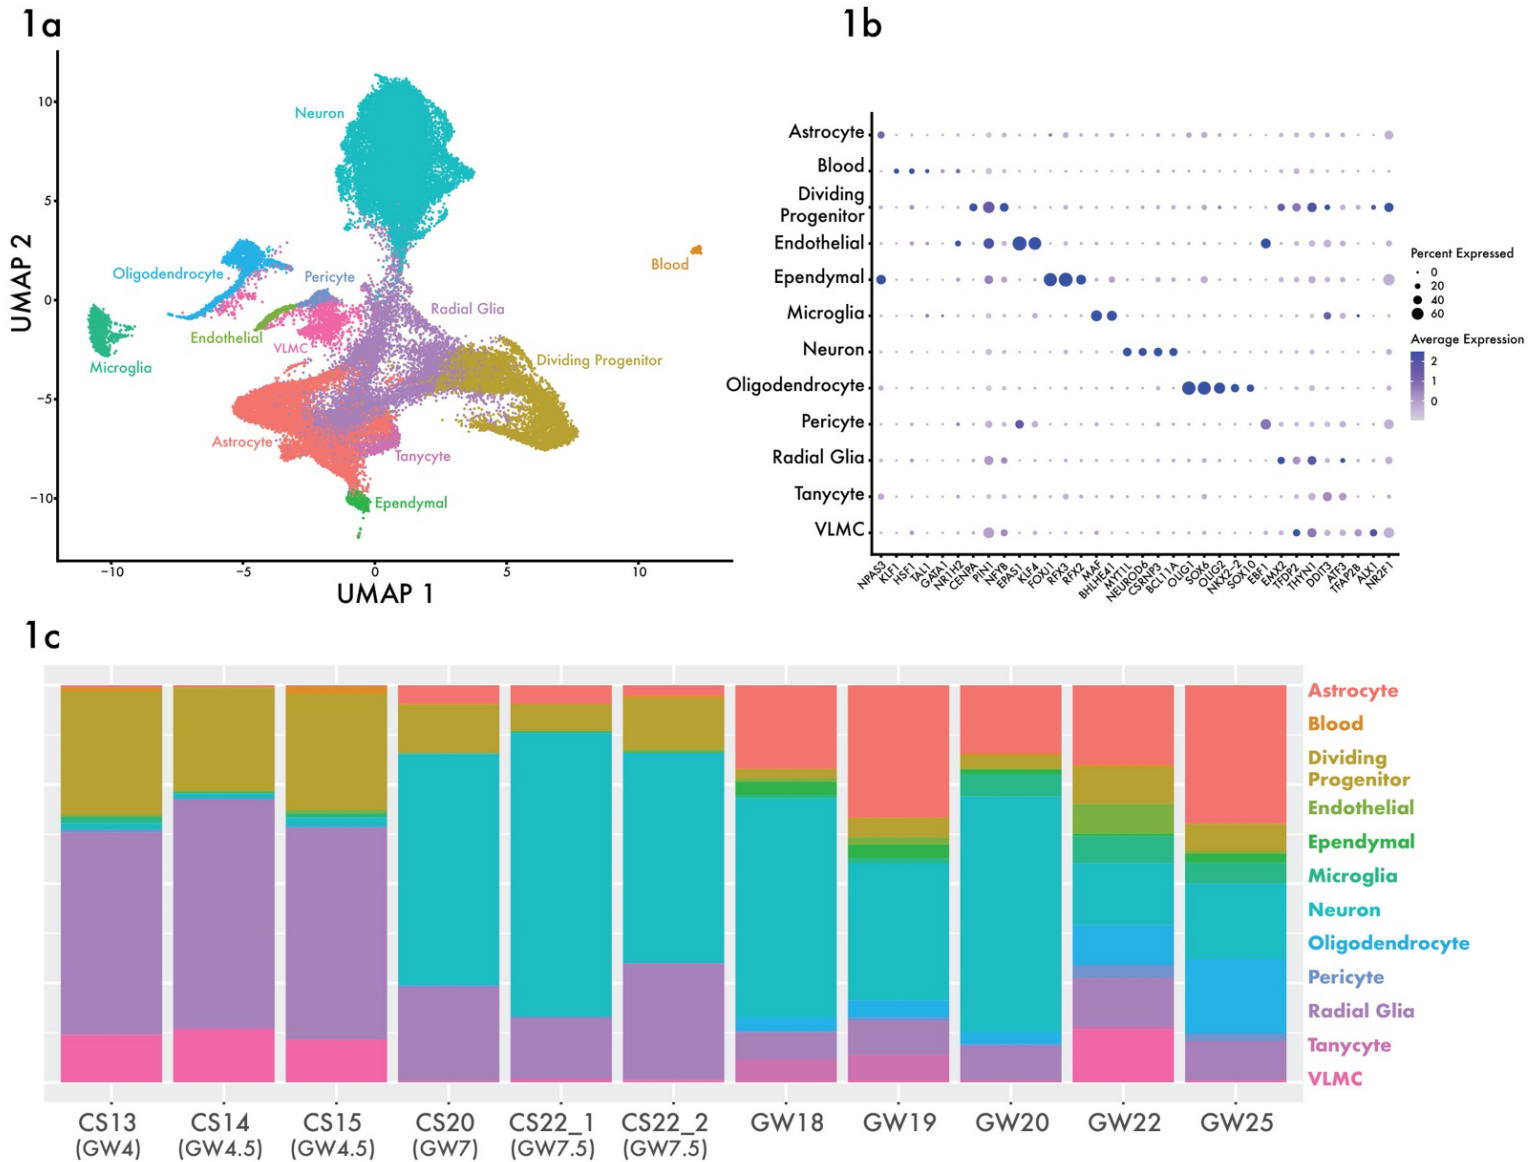 1a
1b
10
5
0
−5
−10
UMAP 2
−10
−5
0
5
10
UMAP 1
Neuron
Oligodendrocyte
Pericyte
Blood
Endothelial
Radial Glia
VLMC
Microglia
Dividing Progenitor
Astrocyte
Tanycyte
Ependymal
Astrocyte
Blood
Dividing
Progenitor
Endothelial
Ependymal
Microglia
Neuron
Oligodendrocyte
Pericyte
Radial Glia
Tanycyte
VLMC
NPAS3
KLF1
HSF1
TAL1
GATA1
NR1H2
CENPA
PIN1
NFYB
EPAS1
KLF4
FOXJ1
RFX3
RFX2
MAF
BHLHE41
MYT1L
NEUROD6
CSRNP3
BCL11A
OLIG1
SOX6
OLIG2
NKX2-2
SOX10
EBF1
EMX2
TFDP2
THYN1
DDIT3
ATF3
TFAP2B
ALX1
NR2F1
Percent Expressed
0
20
40
60
Average Expression
2
1
0
1c
Astrocyte
Blood
Dividing
Progenitor
Endothelial
Ependymal
Microglia
Neuron
Oligodendrocyte
Pericyte
Radial Glia
Tanycyte
VLMC
CS13 CS14 CS15 CS20 CS22_1 CS22_2 GW18 GW19 GW20 GW22 GW25
(GW4) (GW4.5) (GW4.5) (GW7) (GW7.5) (GW7.5)